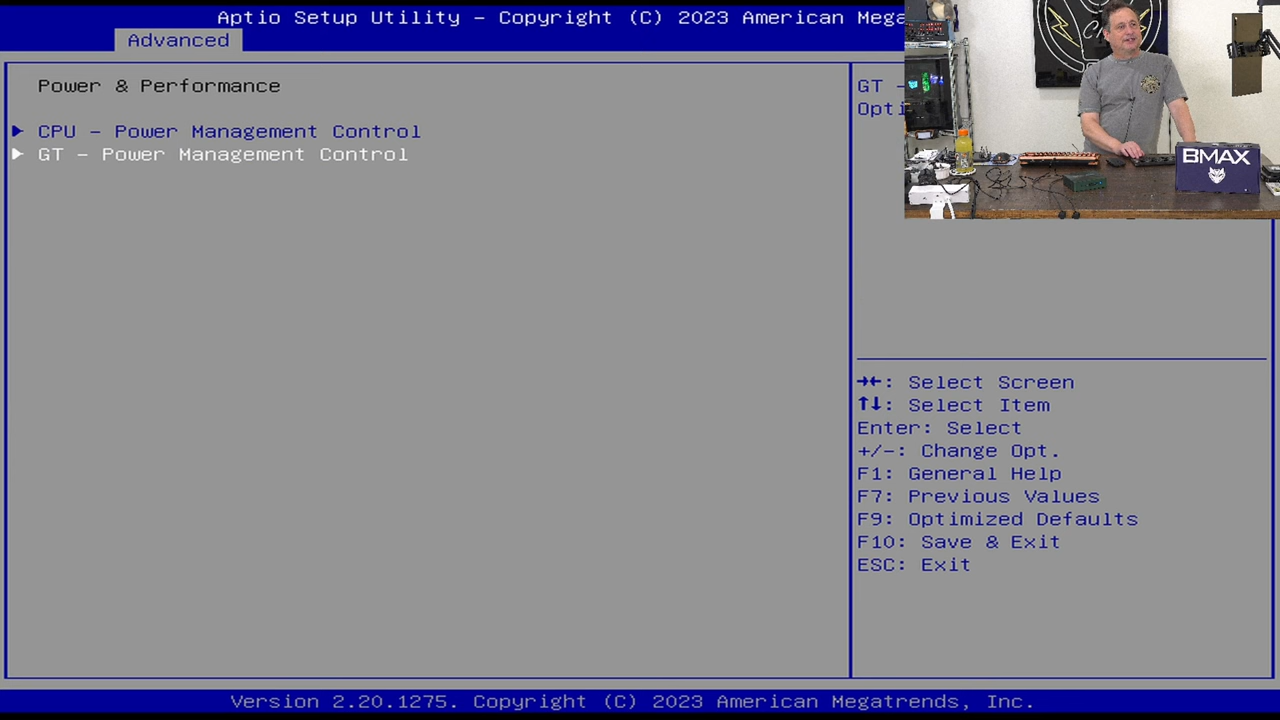 Aptio Setup Utility – Copyright (C) 2023 American
Advanced
Power & Performance
CPU – Power Management Control
GT – Power Management Control
GT –
→←: Select Screen
↑↓: Select Item
Enter: Select
+/–: Change Opt.
F1: General Help
F7: Previous Values
F9: Optimized Defaults
F10: Save & Exit
ESC: Exit
BMAX
Version 2.20.1275. Copyright (C) 2023 American Megatrends, Inc.